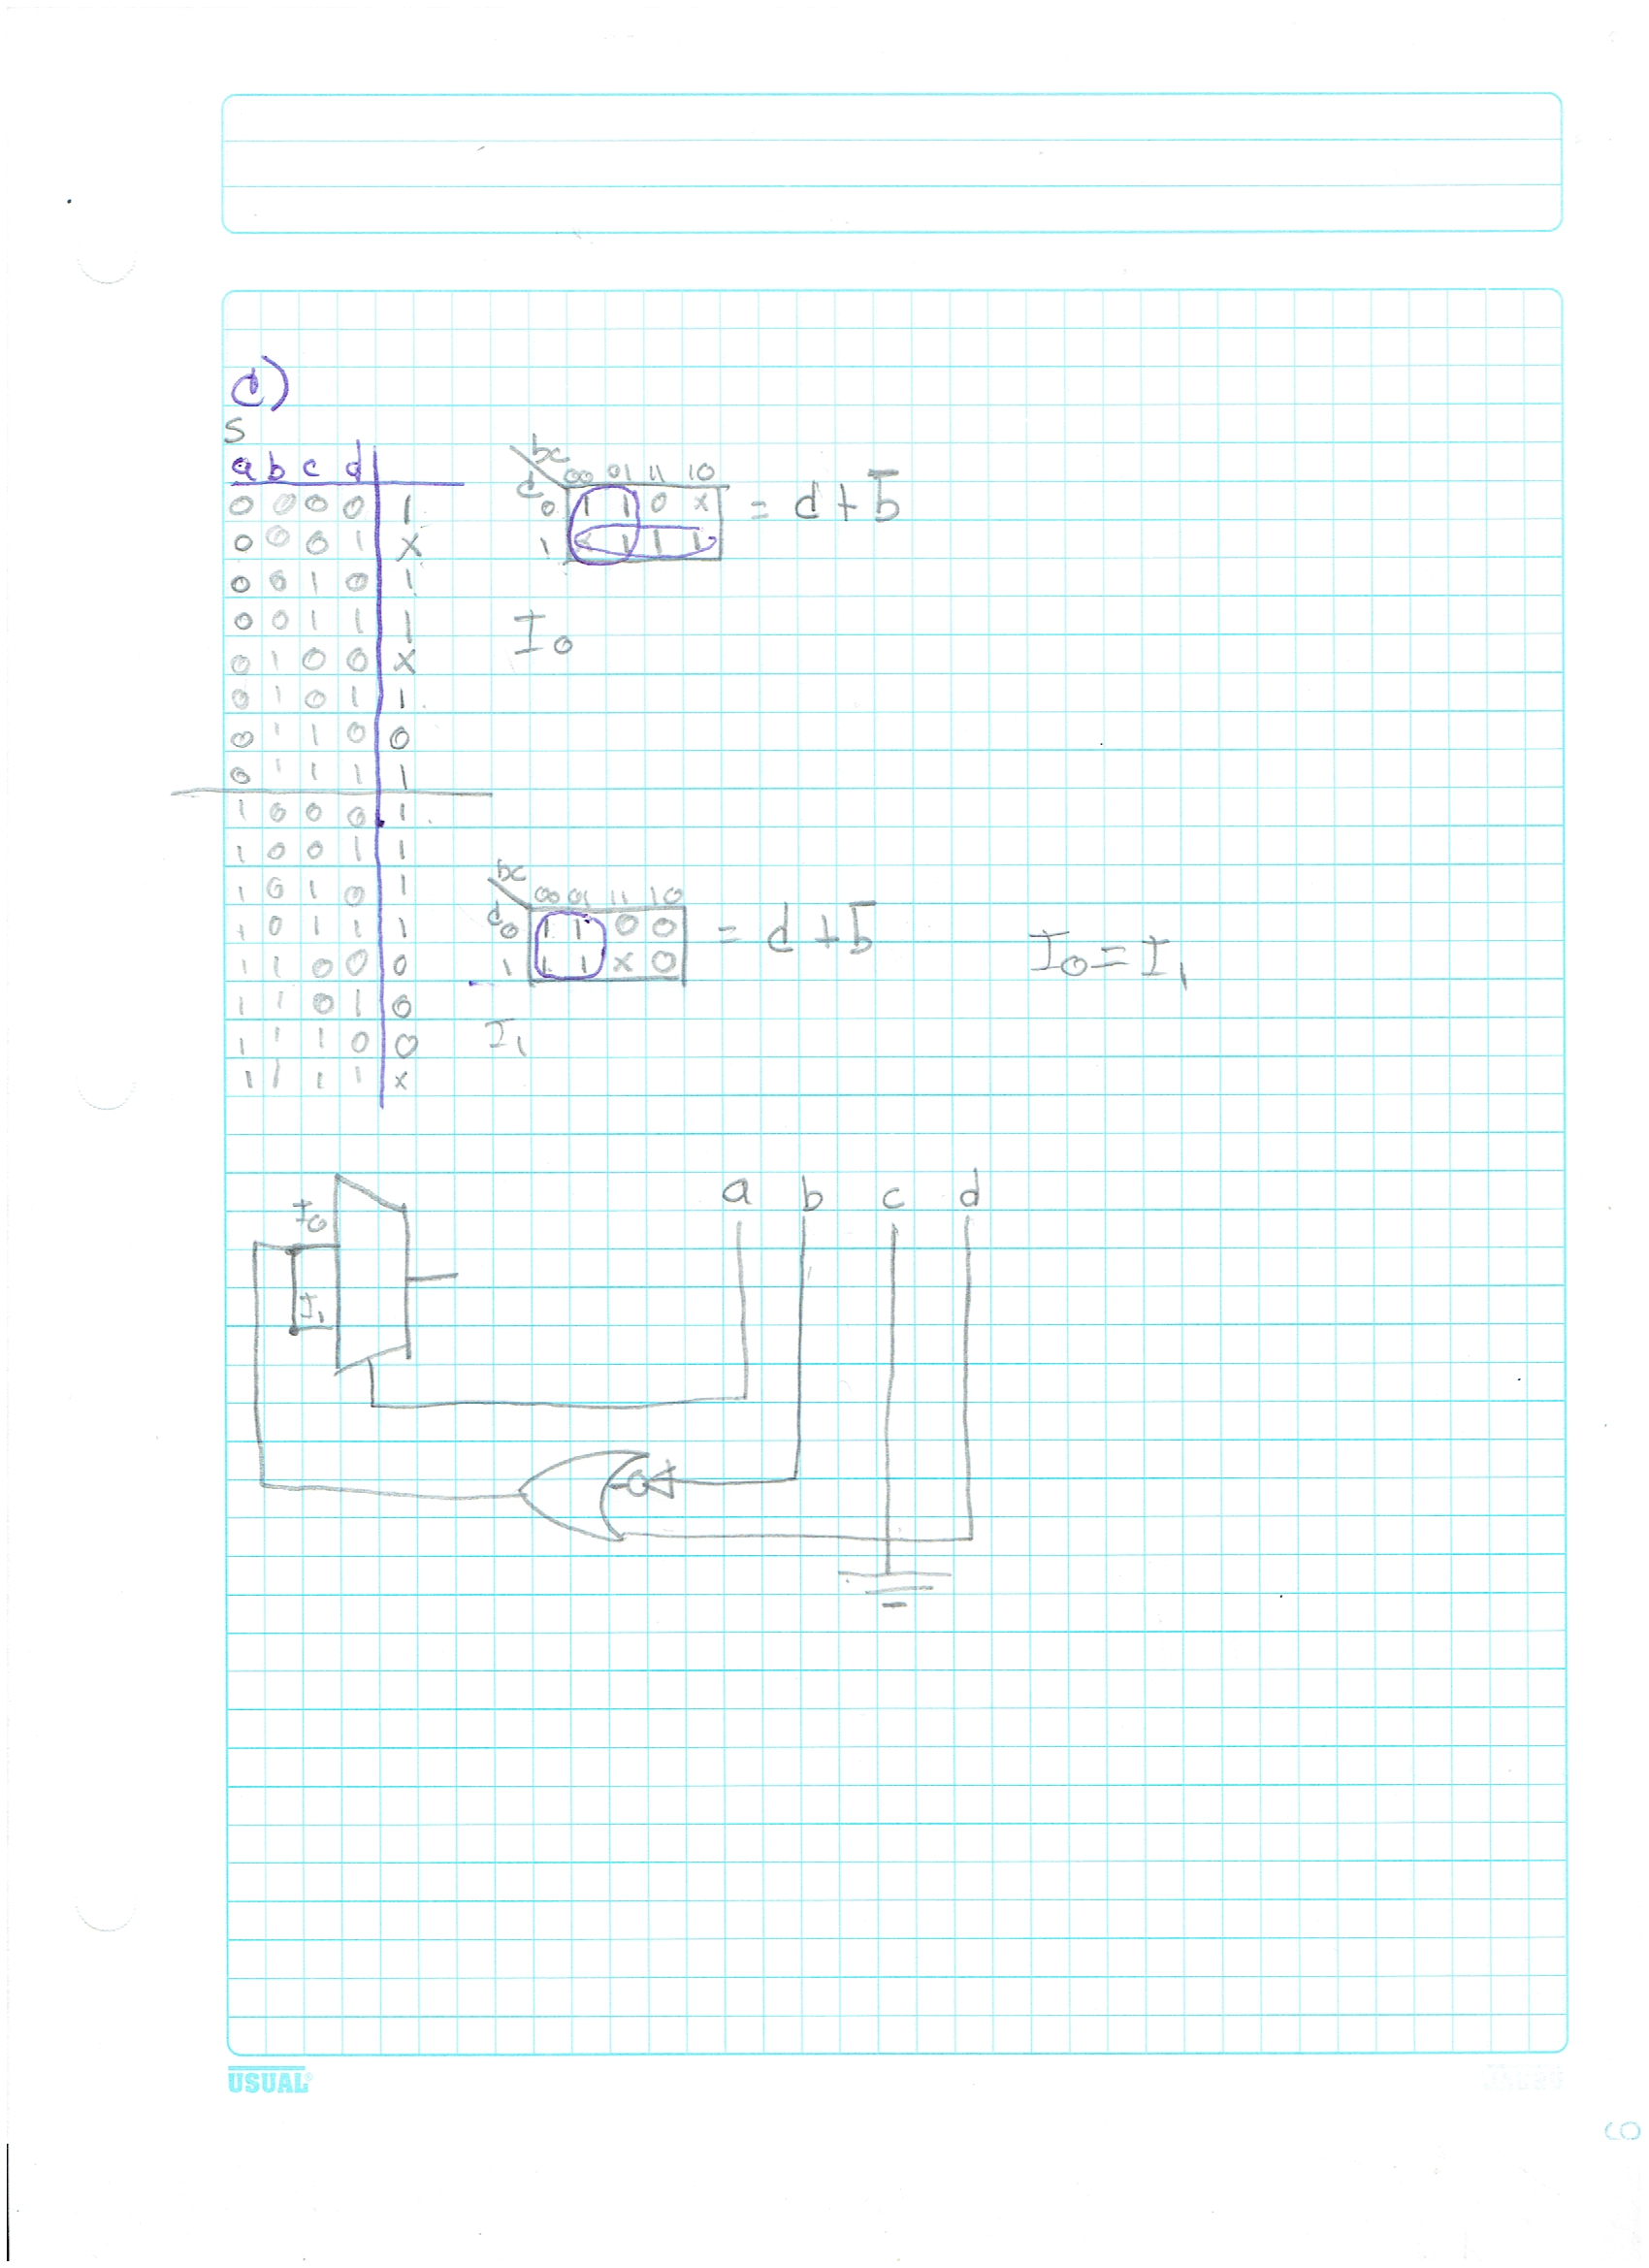 d)
S
a b c d
0 0 0 0 1
0 0 0 1 X
0 0 1 0 1
0 0 1 1 1
0 1 0 0 X
0 1 0 1 1
0 1 1 0 0
0 1 1 1 1
1 0 0 0 1
1 0 0 1 1
1 0 1 0 1
1 0 1 1 1
1 1 0 0 0
1 1 0 1 0
1 1 1 0 0
1 1 1 1 x
bc
d 00 01 11 10
0 1 1 0 x = d + b̅
1 x 1 1 1
I₀
bc
d 00 01 11 10
0 1 1 0 0 = d + b̅
1 1 1 x 0
I₁
I₀ = I₁
I₀
I₁
a b c d
USUAL®